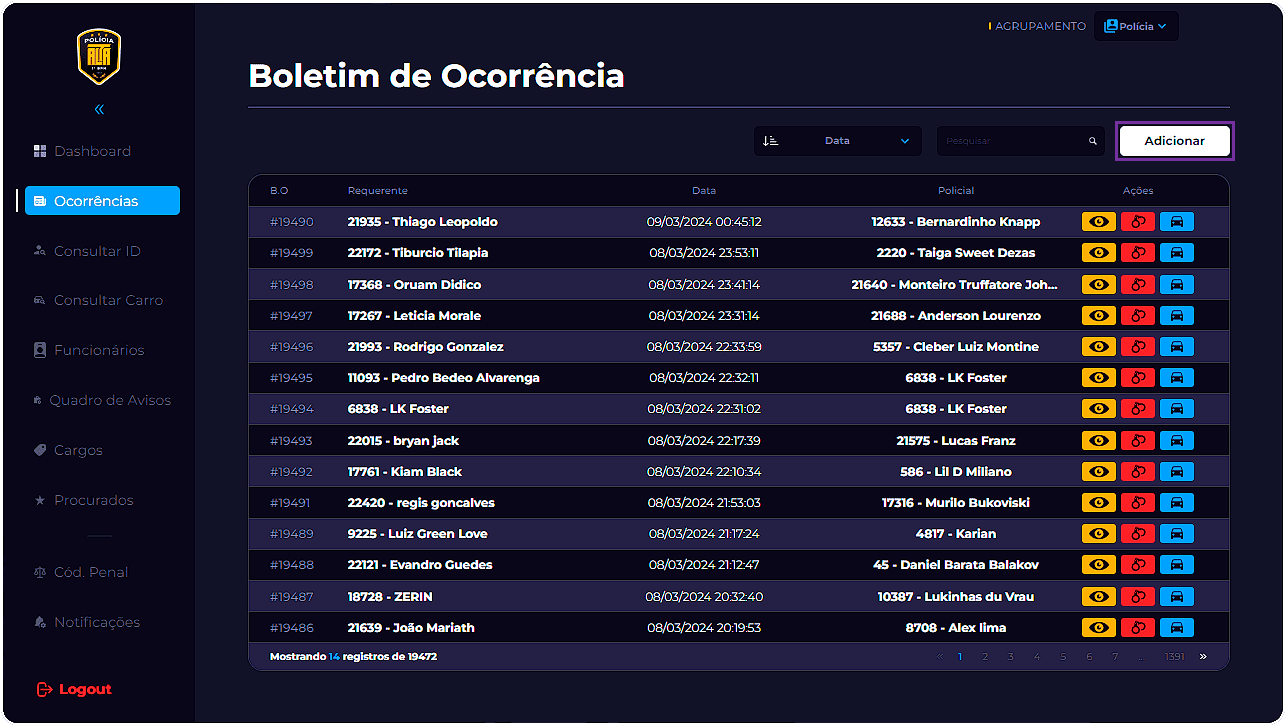 POLÍCIA
ALTA
AGRUPAMENTO
Polícia
Boletim de Ocorrência
Data
Pesquisar
Adicionar
Dashboard
Ocorrências
Consultar ID
Consultar Carro
Funcionários
Quadro de Avisos
Cargos
Procurados
Cód. Penal
Notificações
Logout
B.O Requerente Data Policial Ações
#19490 21935 - Thiago Leopoldo 09/03/2024 00:45:12 12633 - Bernardinho Knapp
#19499 22172 - Tiburcio Tilapia 08/03/2024 23:53:11 2220 - Taiga Sweet Dezas
#19498 17368 - Oruam Didico 08/03/2024 23:41:14 21640 - Monteiro Truffatore Joh...
#19497 17267 - Leticia Morale 08/03/2024 23:31:14 21688 - Anderson Lourenzo
#19496 21993 - Rodrigo Gonzalez 08/03/2024 22:33:59 5357 - Cleber Luiz Montine
#19495 11093 - Pedro Bedeo Alvarenga 08/03/2024 22:32:11 6838 - LK Foster
#19494 6838 - LK Foster 08/03/2024 22:31:02 6838 - LK Foster
#19493 22015 - bryan jack 08/03/2024 22:17:39 21575 - Lucas Franz
#19492 17761 - Kiam Black 08/03/2024 22:10:34 586 - Lil D Miliano
#19491 22420 - regis goncalves 08/03/2024 21:53:03 17316 - Murilo Bukoviski
#19489 9225 - Luiz Green Love 08/03/2024 21:17:24 4817 - Karian
#19488 22121 - Evandro Guedes 08/03/2024 21:12:47 45 - Daniel Barata Balakov
#19487 18728 - ZERIN 08/03/2024 20:32:40 10387 - Lukinhas du Vrau
#19486 21639 - João Mariath 08/03/2024 20:19:53 8708 - Alex lima
Mostrando 14 registros de 19472 « 1 2 3 4 5 6 7 ... 1391 »